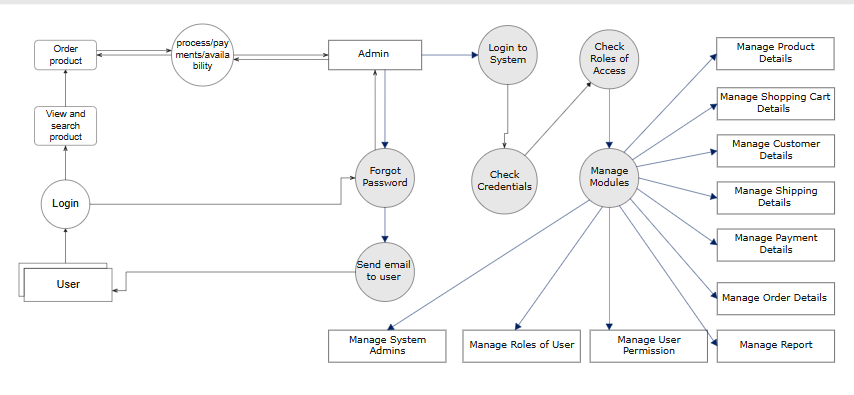 Order
product
process/pay
ments/availa
bility
Admin
Login to
System
Check
Roles of
Access
Manage Product
Details
Manage Shopping Cart
Details
View and
search
product
Manage Customer
Details
Forgot
Password
Check
Credentials
Manage
Modules
Manage Shipping
Details
Login
Manage Payment
Details
Send email
to user
User
Manage Order Details
Manage System
Admins
Manage Roles of User
Manage User
Permission
Manage Report